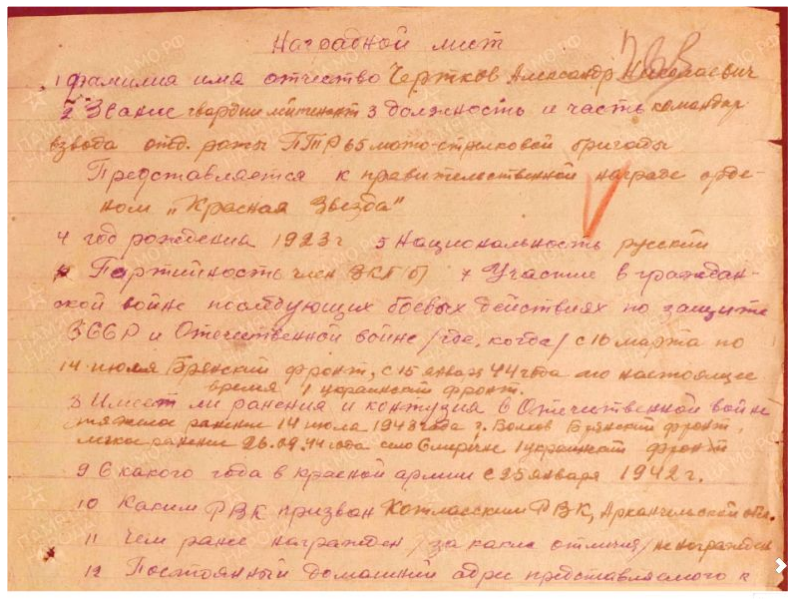 Наградной лист
1 фамилия имя отчество Чертков Александр Николаевич
2 Звание гвардии лейтенант 3 должность и часть командир
взвода отд. роты ПТР 65 мото-стрелковой бригады
Представляется к правительственной награде орде-
ном "Красная Звезда"
4 год рождения 1923 г 5 Национальность русский
Партийность член ВКП(б) 7 Участие в граждан-
ской войне последующих боевых действиях по защите
СССР и Отечественной войне /где, когда/ с 10 марта по
14 июля Брянский фронт, с 15 января 44 года по настоящее
время 1 украинский фронт.
8 Имеет ли ранения и контузия в Отечественной войне
тяжело ранен 14 июля 1943 года г. Волхов Брянский фронт,
легко ранен 26.02.44 года село 1 украинский фронт
9 С какого года в красной армии с 25 января 1942 г.
10 Каким РВК призван Котласским РВК, Архангельской обл.
11 Чем ранее награжден /за какие отличия/ не награжден
12 Постоянный домашний адрес представляемого к